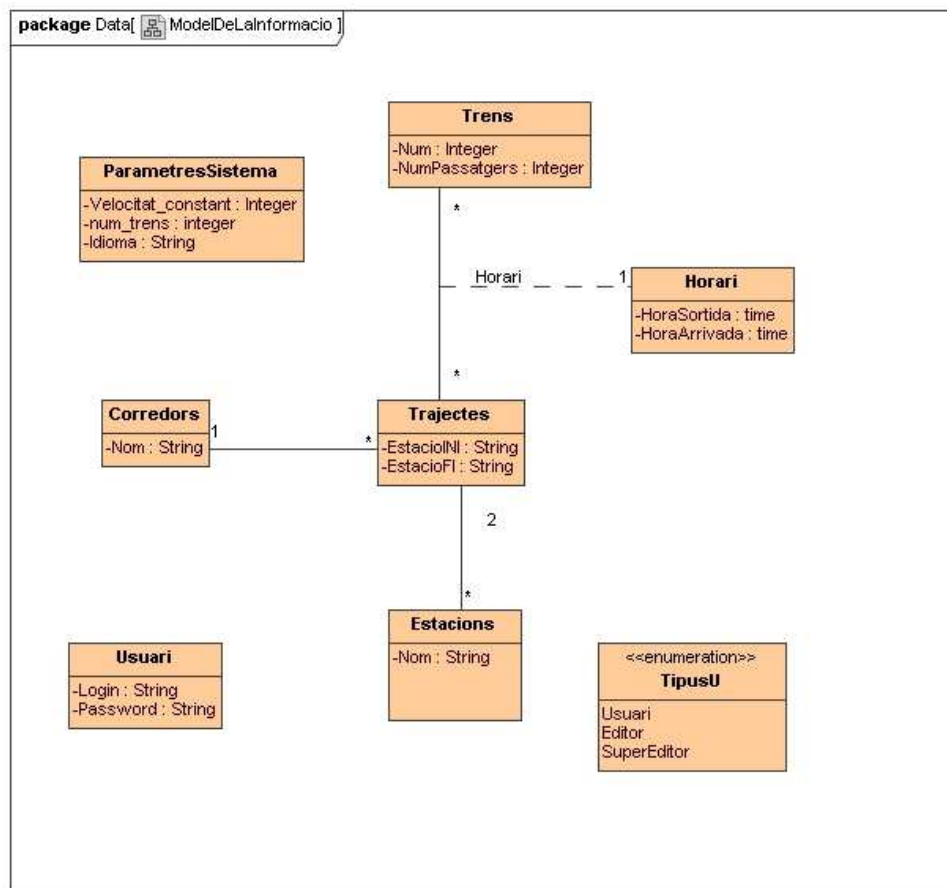 package Data[ ModelDeLaInformacio ]
Trens
-Num : Integer
-NumPassatgers : Integer
ParametresSistema
-Velocitat_constant : Integer
-num_trens : integer
-Idioma : String
*
Horari
1
Horari
-HoraSortida : time
-HoraArrivada : time
*
Corredors
-Nom : String
1
*
Trajectes
-EstacioINI : String
-EstacioFI : String
2
*
Estacions
-Nom : String
Usuari
-Login : String
-Password : String
<<enumeration>>
TipusU
Usuari
Editor
SuperEditor